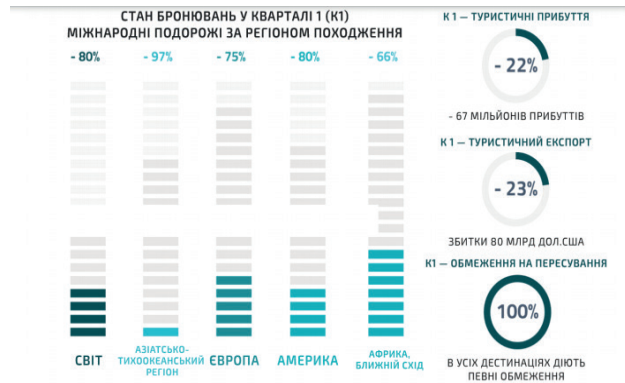 СТАН БРОНЮВАНЬ У КВАРТАЛІ 1 (К1)
МІЖНАРОДНІ ПОДОРОЖІ ЗА РЕГІОНОМ ПОХОДЖЕННЯ
- 80% - 97% - 75% - 80% - 66%
СВІТ
АЗІАТСЬКО-
ТИХООКЕАНСЬКИЙ
РЕГІОН
ЄВРОПА
АМЕРИКА
АФРИКА,
БЛИЖНІЙ СХІД
К 1 — ТУРИСТИЧНІ ПРИБУТТЯ
- 22%
- 67 МІЛЬЙОНІВ ПРИБУТТІВ
К 1 — ТУРИСТИЧНИЙ ЕКСПОРТ
- 23%
ЗБИТКИ 80 МЛРД ДОЛ.США
К1 — ОБМЕЖЕННЯ НА ПЕРЕСУВАННЯ
100%
В УСІХ ДЕСТИНАЦІЯХ ДІЮТЬ
ПЕВНІ ОБМЕЖЕННЯ